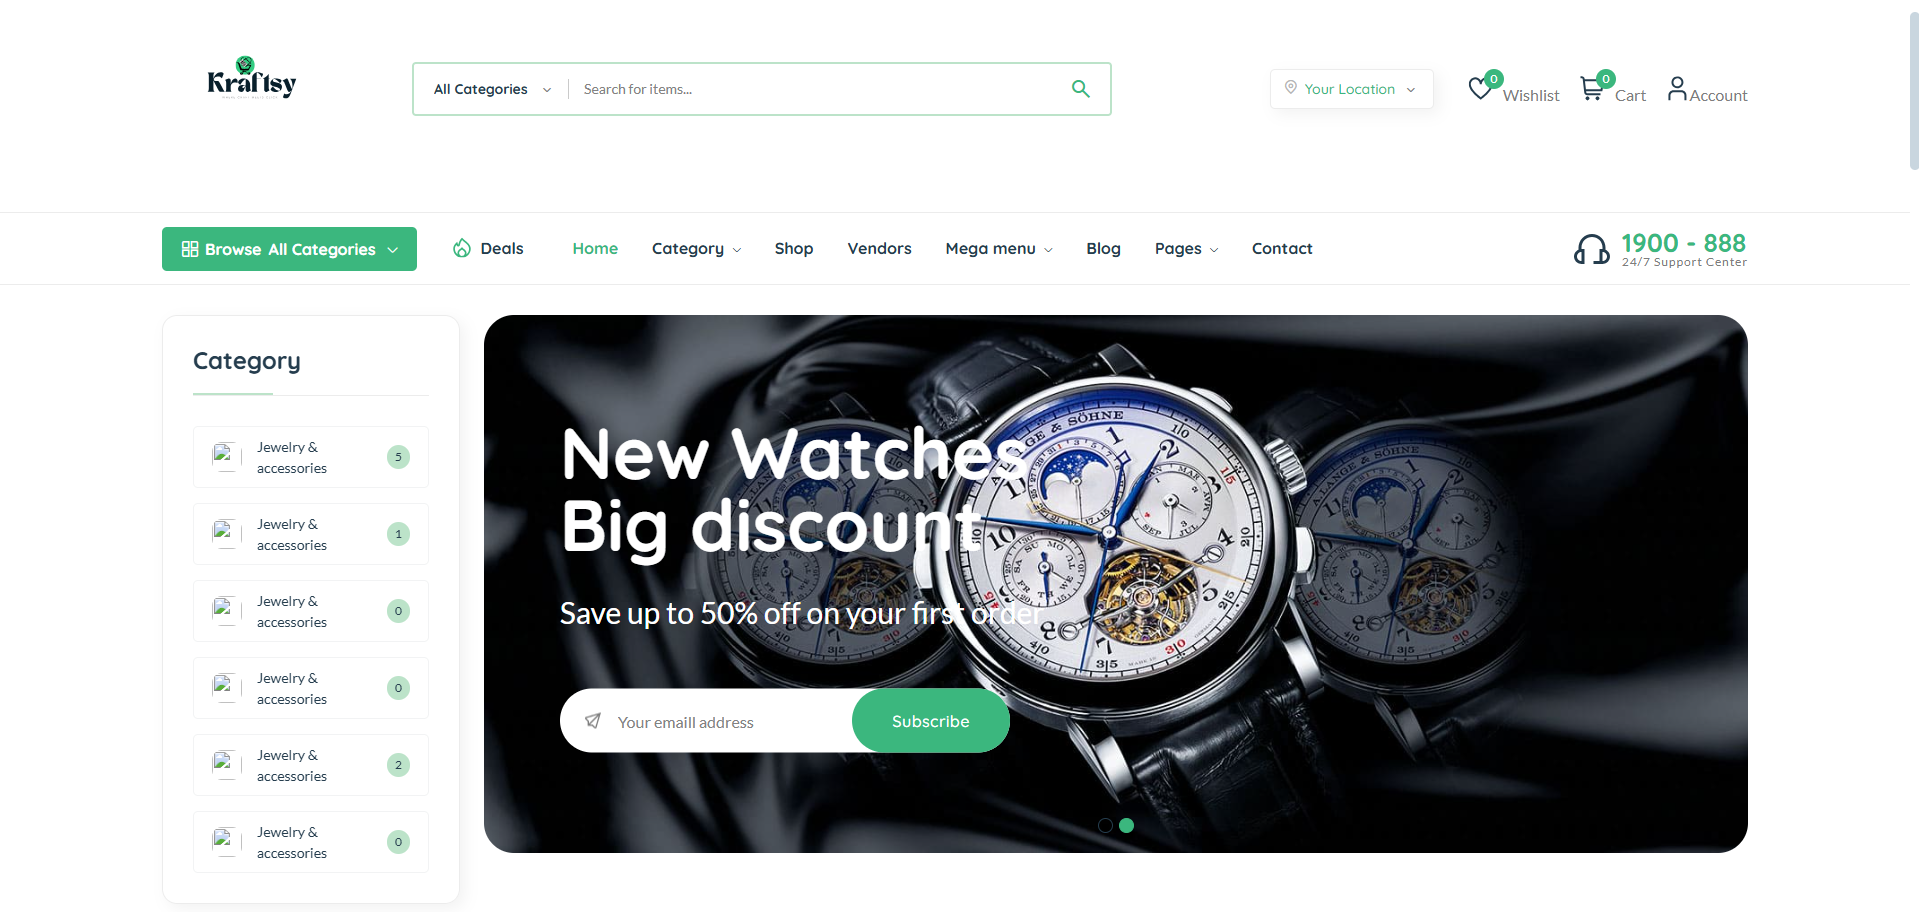 Kraftsy
All Categories
Search for items...
Your Location
0
Wishlist
0
Cart
Account
Browse All Categories
Deals
Home
Category
Shop
Vendors
Mega menu
Blog
Pages
Contact
1900 - 888
24/7 Support Center
Category
Jewelry &
accessories
5
Jewelry &
accessories
1
Jewelry &
accessories
0
Jewelry &
accessories
0
Jewelry &
accessories
2
Jewelry &
accessories
0
New Watches
Big discount
Save up to 50% off on your first order
Your emaill address
Subscribe
A. LANGE & SÖHNE